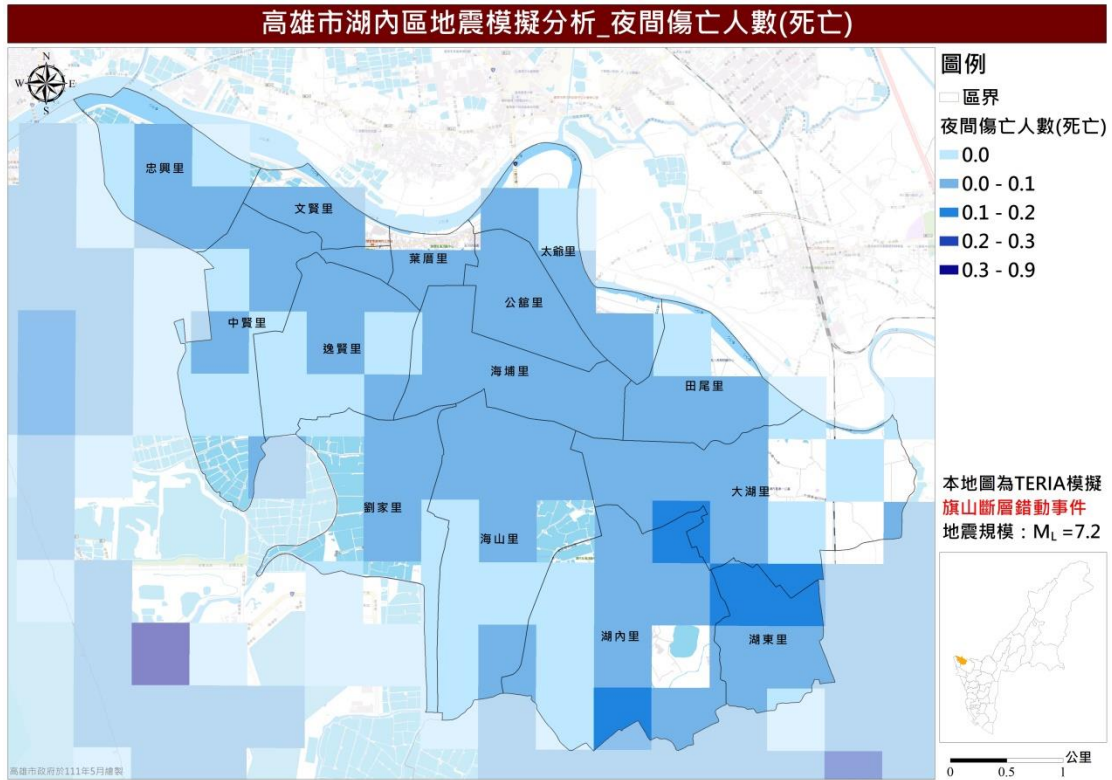 高雄市湖內區地震模擬分析_夜間傷亡人數(死亡)
N
W
E
S
圖例
區界
夜間傷亡人數(死亡)
0.0
0.0 - 0.1
0.1 - 0.2
0.2 - 0.3
0.3 - 0.9
忠興里
文賢里
葉厝里
太爺里
公舘里
中賢里
逸賢里
海埔里
田尾里
大湖里
劉家里
海山里
湖內里
湖東里
本地圖為TERIA模擬
旗山斷層錯動事件
地震規模：ML =7.2
公里
0 0.5 1
高雄市政府於111年5月繪製